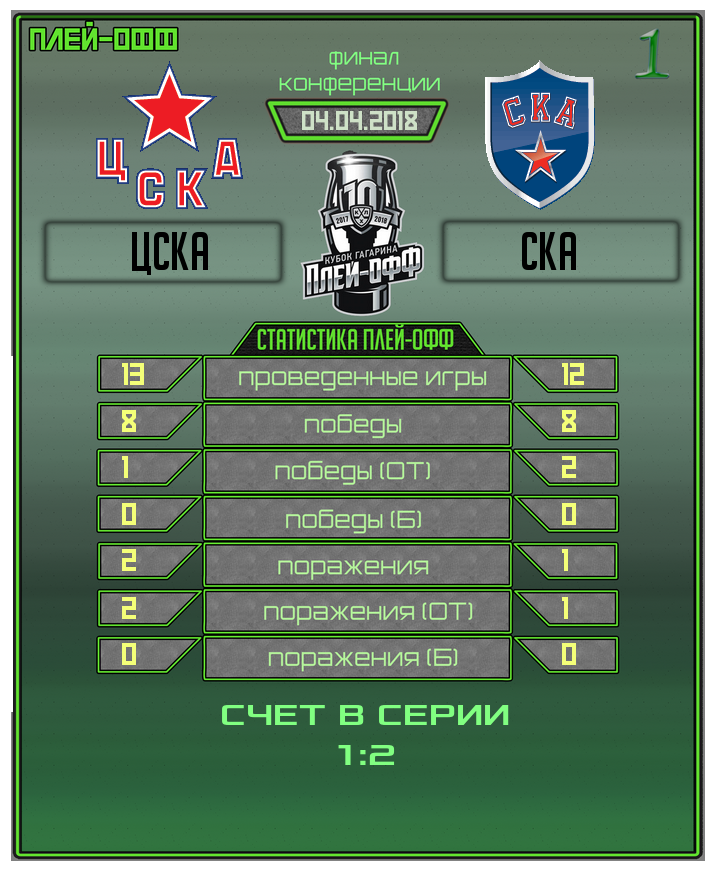 ПЛЕЙ-ОФФ
1
ФИНАЛ
КОНФЕРЕНЦИИ
04.04.2018
ЦСКА
СКА
10
2017 КХЛ 2018
КУБОК ГАГАРИНА
ПЛЕЙ-ОФФ
ЦСКА
СКА
СТАТИСТИКА ПЛЕЙ-ОФФ
13 проведенные игры 12
8 победы 8
1 победы (ОТ) 2
0 победы (Б) 0
2 поражения 1
2 поражения (ОТ) 1
0 поражения (Б) 0
СЧЕТ В СЕРИИ
1:2